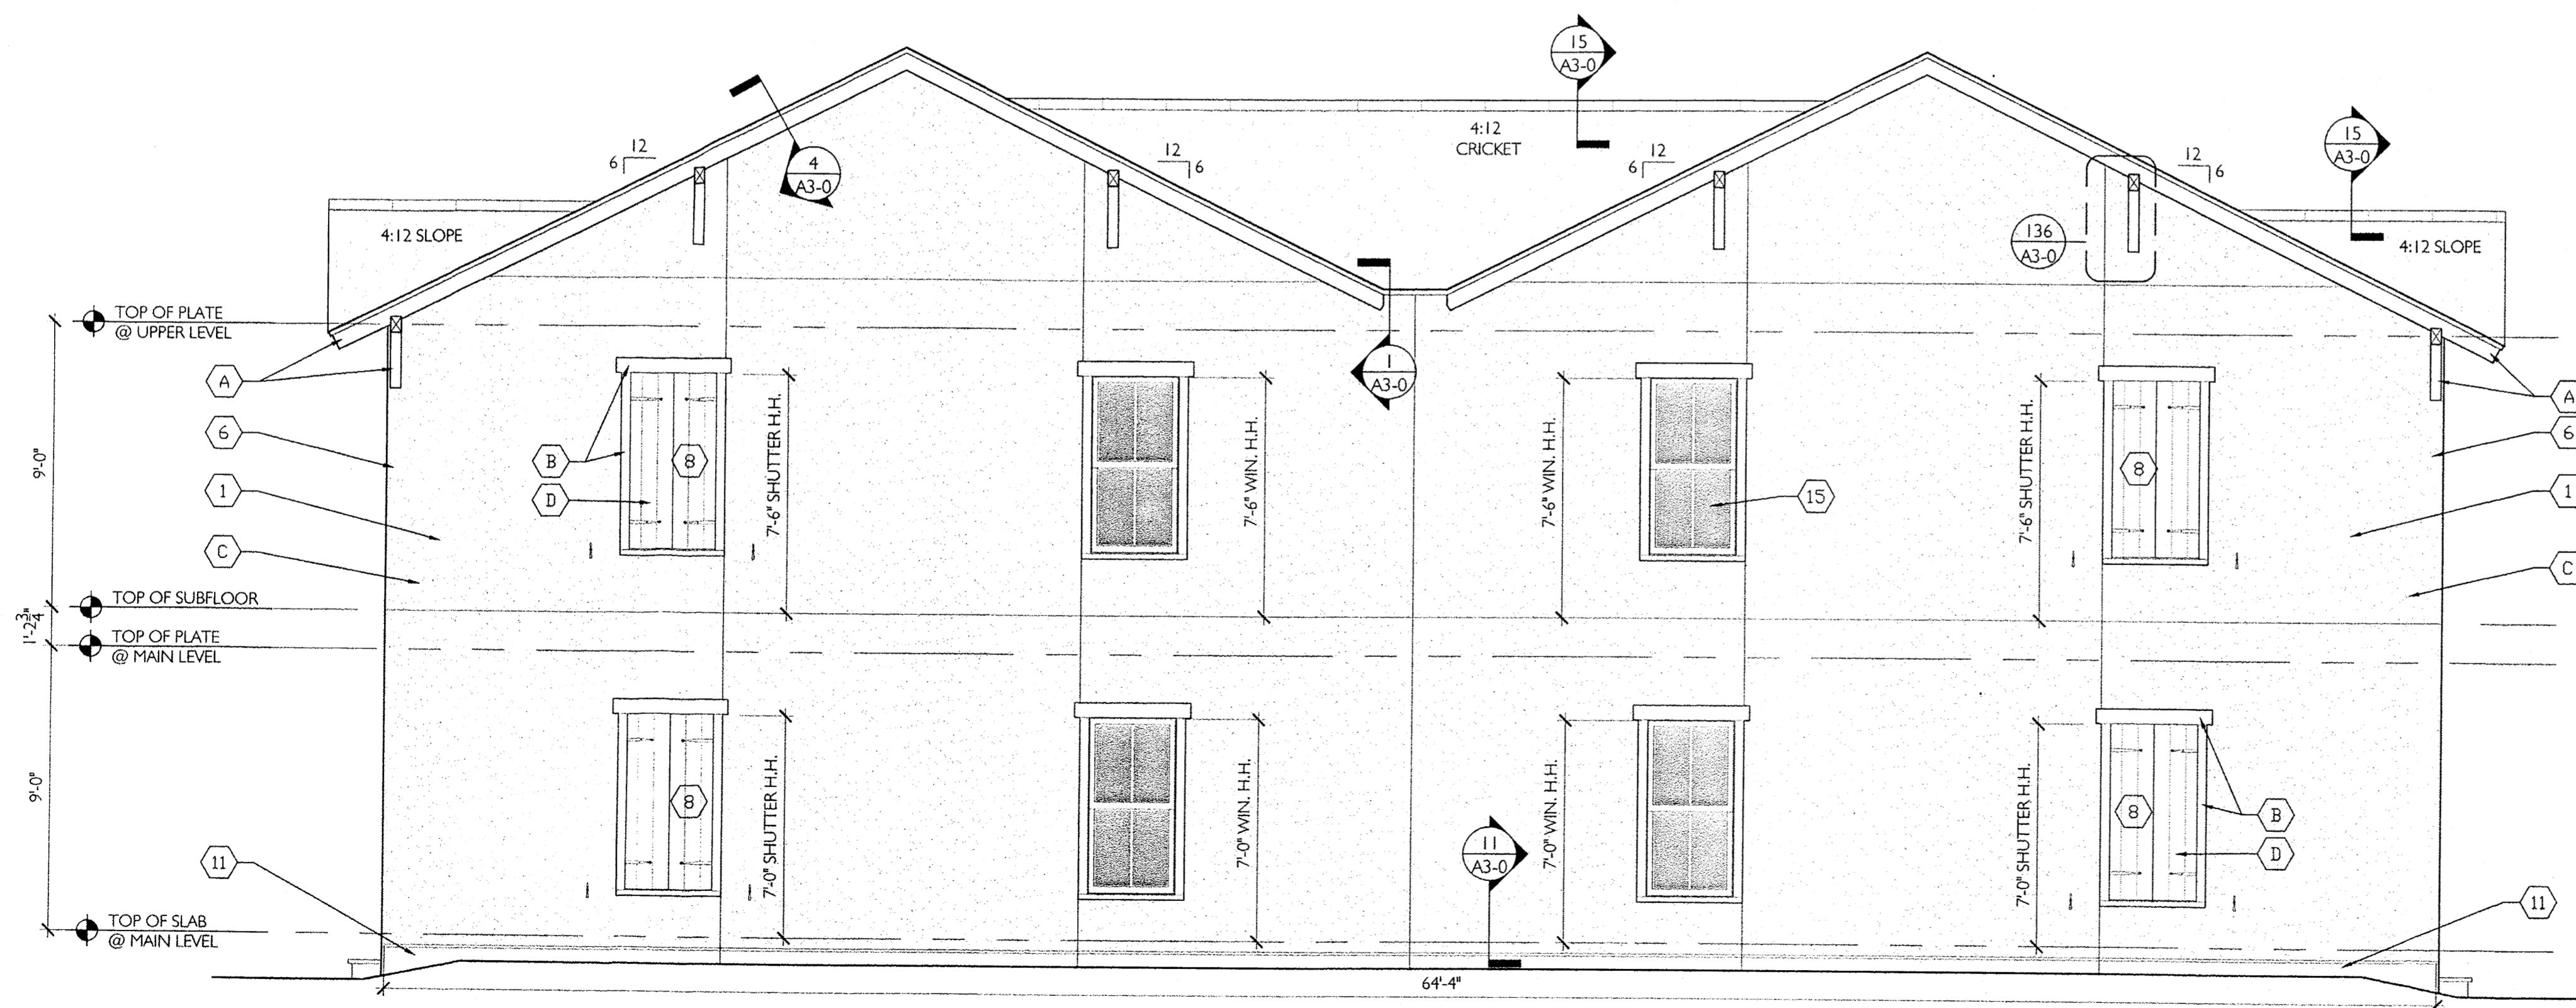 15
A3-0
4:12
CRICKET
15
A3-0
12
6
4
A3-0
12
6
12
6
12
6
136
A3-0
4:12 SLOPE
4:12 SLOPE
TOP OF PLATE
@ UPPER LEVEL
1
A3-0
A
6
1
C
9'-0"
B
D
8
7'-6" SHUTTER H.H.
7'-6" WIN. H.H.
7'-6" WIN. H.H.
15
7'-6" SHUTTER H.H.
8
A
6
1
C
TOP OF SUBFLOOR
1'-2 3/4"
TOP OF PLATE
@ MAIN LEVEL
9'-0"
8
7'-0" SHUTTER H.H.
7'-0" WIN. H.H.
11
A3-0
7'-0" WIN. H.H.
7'-0" SHUTTER H.H.
8
B
D
11
11
TOP OF SLAB
@ MAIN LEVEL
64'-4"